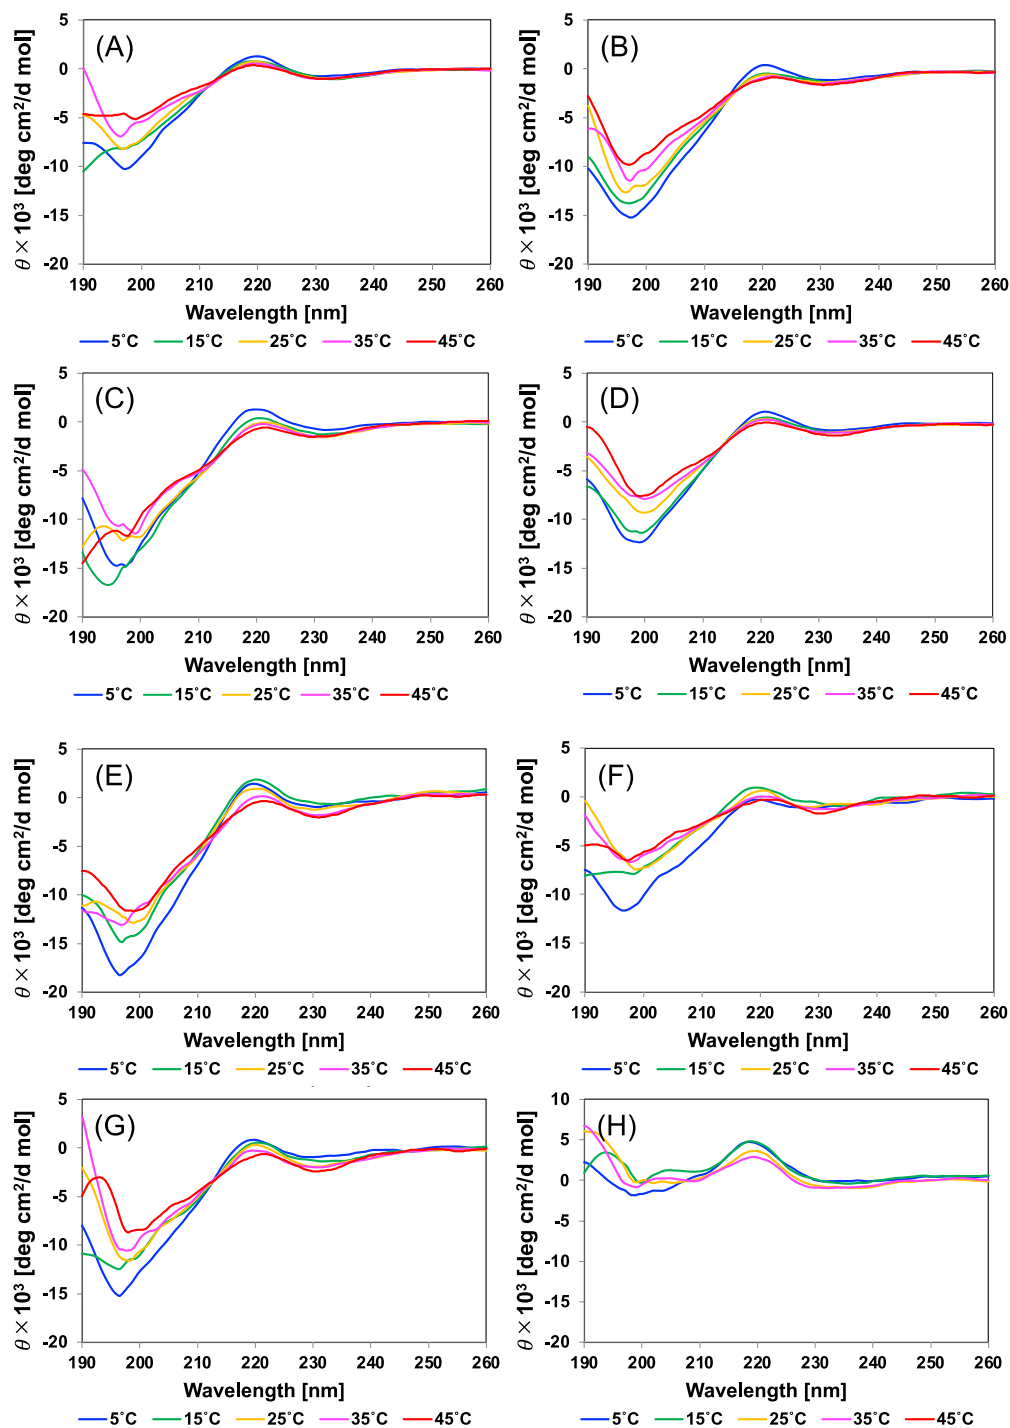 (A)
θ × 10³ [deg cm²/d mol]
5
0
-5
-10
-15
-20
190 200 210 220 230 240 250 260
Wavelength [nm]
5˚C 15˚C 25˚C 35˚C 45˚C
(B)
θ × 10³ [deg cm²/d mol]
5
0
-5
-10
-15
-20
190 200 210 220 230 240 250 260
Wavelength [nm]
5˚C 15˚C 25˚C 35˚C 45˚C
(C)
θ × 10³ [deg cm²/d mol]
5
0
-5
-10
-15
-20
190 200 210 220 230 240 250 260
Wavelength [nm]
5˚C 15˚C 25˚C 35˚C 45˚C
(D)
θ × 10³ [deg cm²/d mol]
5
0
-5
-10
-15
-20
190 200 210 220 230 240 250 260
Wavelength [nm]
5˚C 15˚C 25˚C 35˚C 45˚C
(E)
θ × 10³ [deg cm²/d mol]
5
0
-5
-10
-15
-20
190 200 210 220 230 240 250 260
Wavelength [nm]
5˚C 15˚C 25˚C 35˚C 45˚C
(F)
θ × 10³ [deg cm²/d mol]
5
0
-5
-10
-15
-20
190 200 210 220 230 240 250 260
Wavelength [nm]
5˚C 15˚C 25˚C 35˚C 45˚C
(G)
θ × 10³ [deg cm²/d mol]
5
0
-5
-10
-15
-20
190 200 210 220 230 240 250 260
Wavelength [nm]
5˚C 15˚C 25˚C 35˚C 45˚C
(H)
θ × 10³ [deg cm²/d mol]
10
5
0
-5
-10
-15
-20
190 200 210 220 230 240 250 260
Wavelength [nm]
5˚C 15˚C 25˚C 35˚C 45˚C